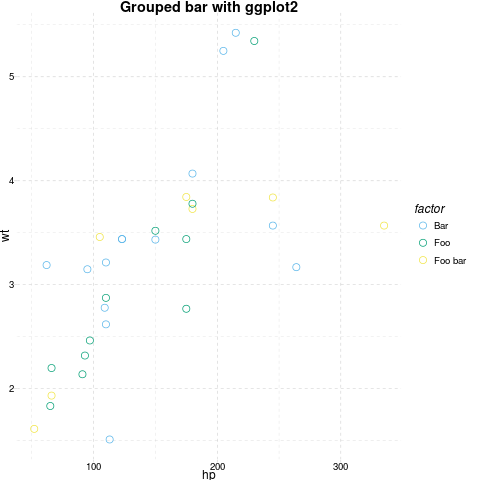 Grouped bar with ggplot2
5
4
3
2
wt
100
200
300
hp
factor
Bar
Foo
Foo bar